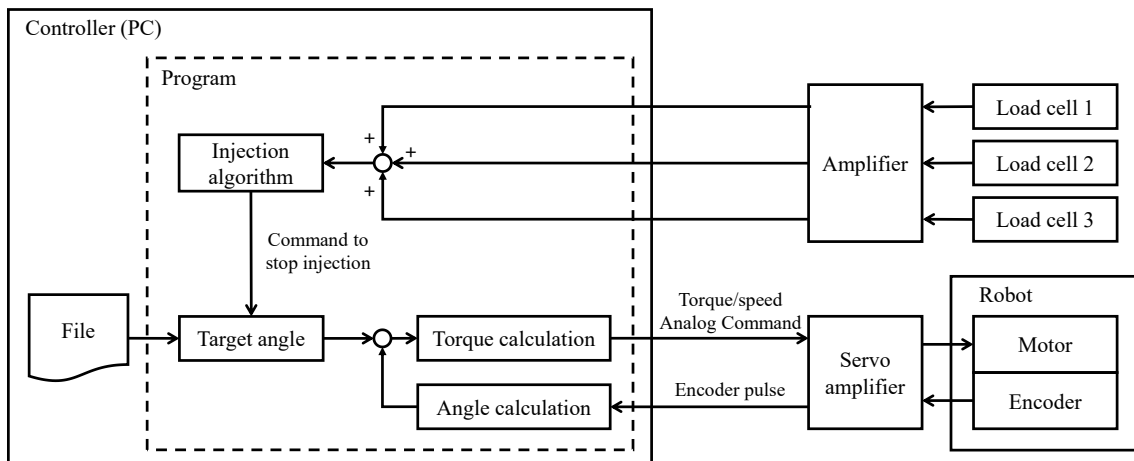 Controller (PC)
Program
Load cell 1
Load cell 2
Load cell 3
Amplifier
+
+
+
Injection
algorithm
Command to
stop injection
File
Target angle
Torque calculation
Angle calculation
Torque/speed
Analog Command
Encoder pulse
Servo
amplifier
Robot
Motor
Encoder